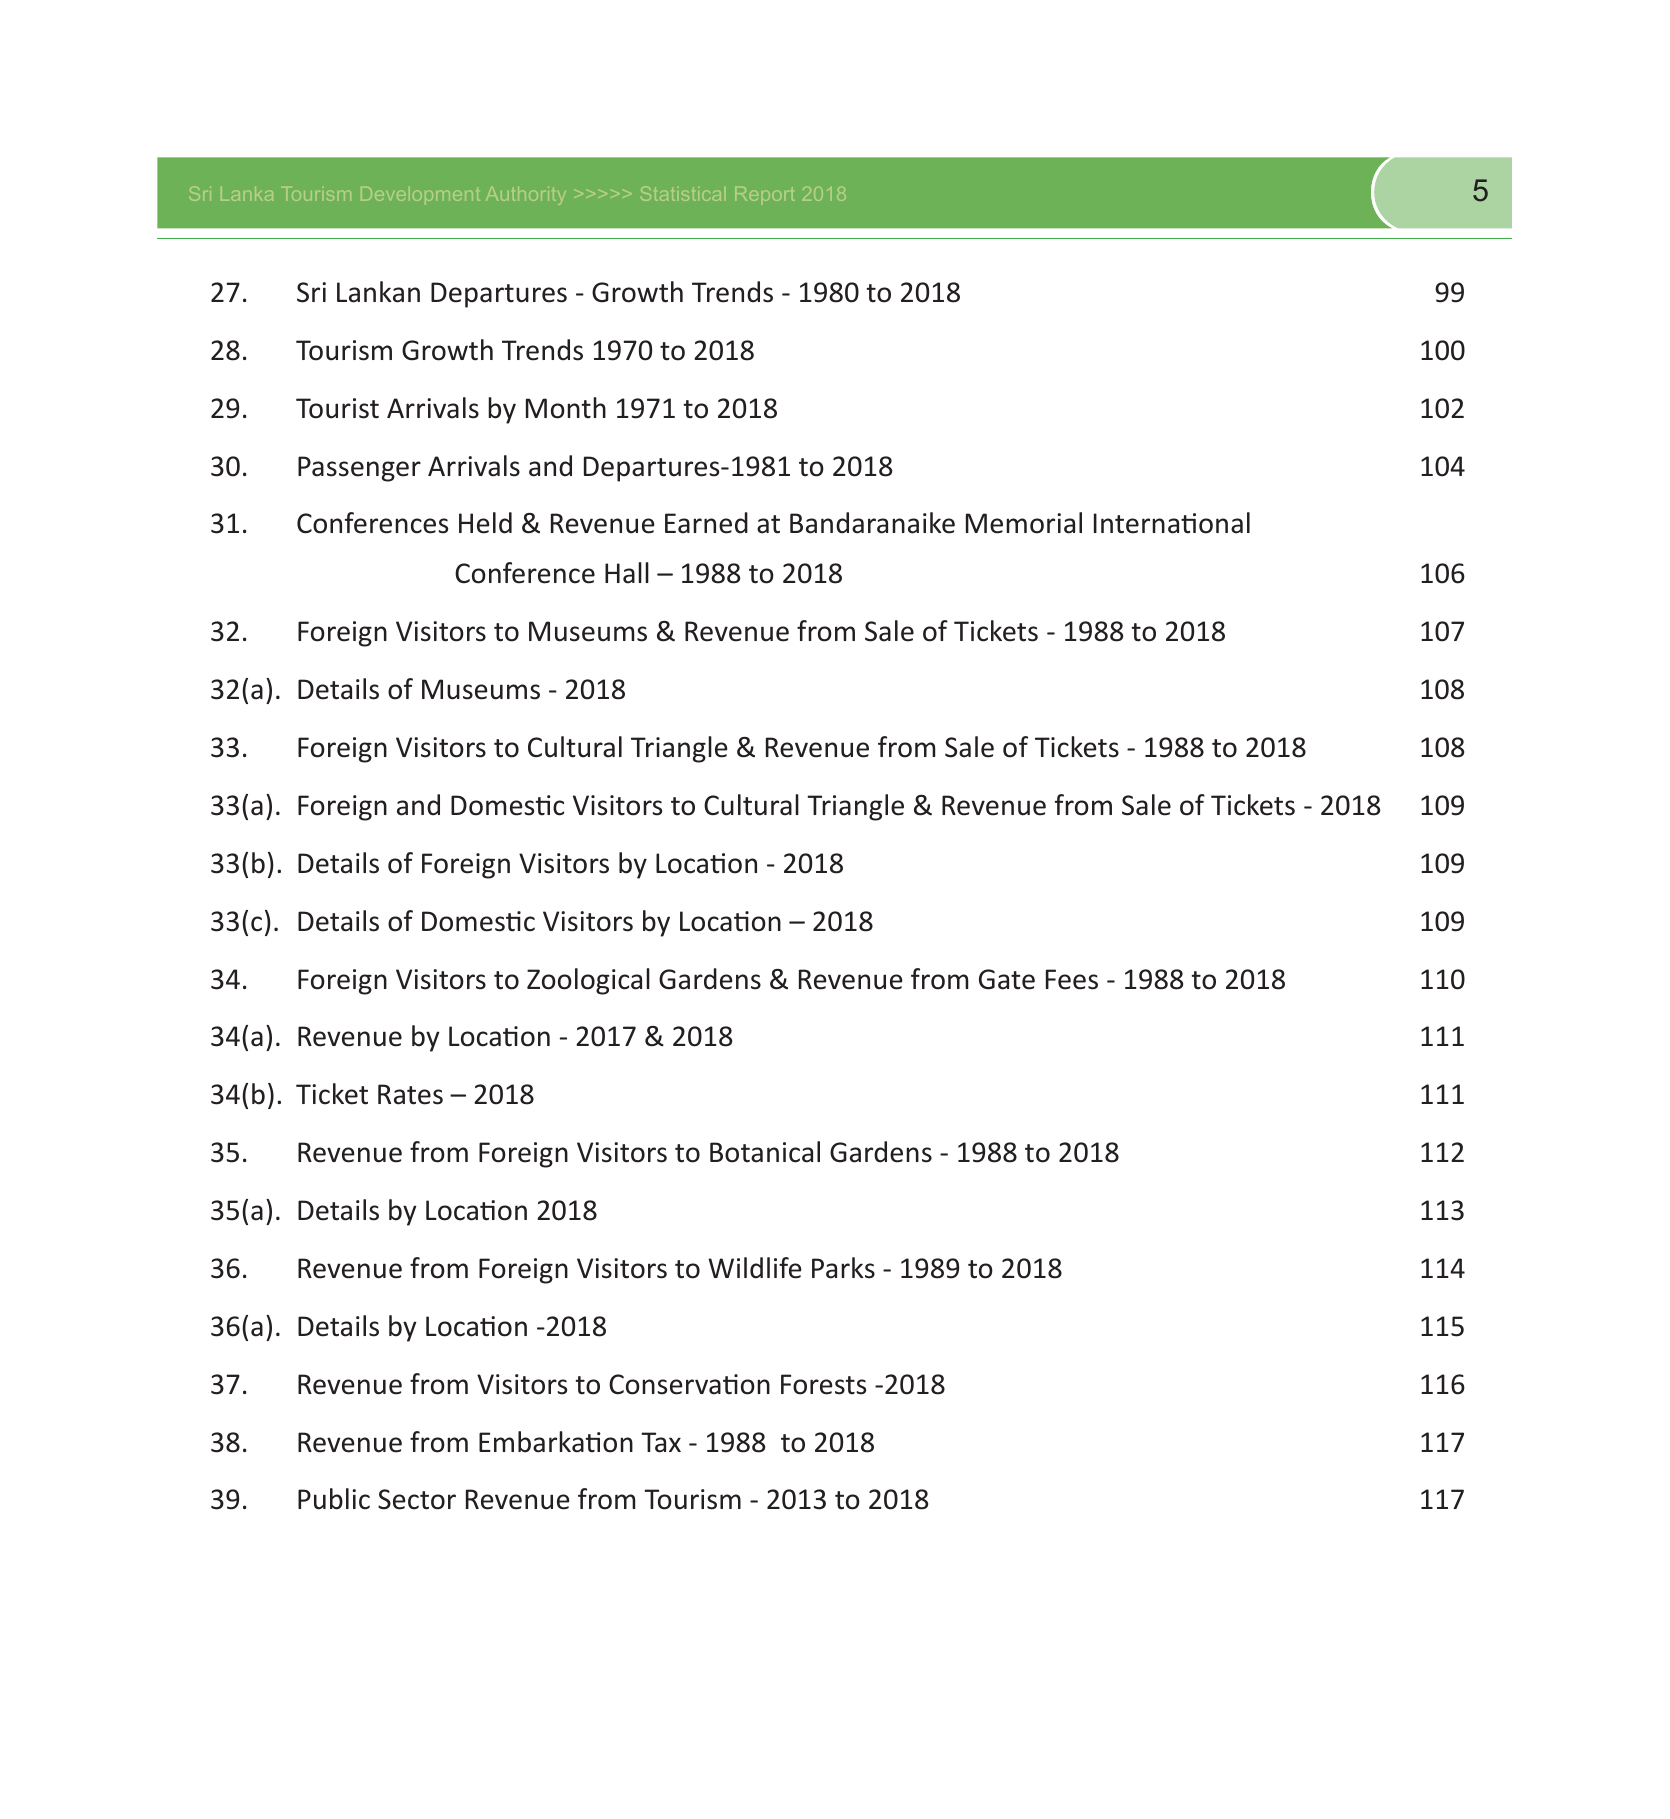 Sri Lanka Tourism Development Authority >>>>> Statistical Report 2018 5
27. Sri Lankan Departures - Growth Trends - 1980 to 2018 99
28. Tourism Growth Trends 1970 to 2018 100
29. Tourist Arrivals by Month 1971 to 2018 102
30. Passenger Arrivals and Departures-1981 to 2018 104
31. Conferences Held & Revenue Earned at Bandaranaike Memorial International
Conference Hall – 1988 to 2018 106
32. Foreign Visitors to Museums & Revenue from Sale of Tickets - 1988 to 2018 107
32(a). Details of Museums - 2018 108
33. Foreign Visitors to Cultural Triangle & Revenue from Sale of Tickets - 1988 to 2018 108
33(a). Foreign and Domestic Visitors to Cultural Triangle & Revenue from Sale of Tickets - 2018 109
33(b). Details of Foreign Visitors by Location - 2018 109
33(c). Details of Domestic Visitors by Location – 2018 109
34. Foreign Visitors to Zoological Gardens & Revenue from Gate Fees - 1988 to 2018 110
34(a). Revenue by Location - 2017 & 2018 111
34(b). Ticket Rates – 2018 111
35. Revenue from Foreign Visitors to Botanical Gardens - 1988 to 2018 112
35(a). Details by Location 2018 113
36. Revenue from Foreign Visitors to Wildlife Parks - 1989 to 2018 114
36(a). Details by Location -2018 115
37. Revenue from Visitors to Conservation Forests -2018 116
38. Revenue from Embarkation Tax - 1988 to 2018 117
39. Public Sector Revenue from Tourism - 2013 to 2018 117